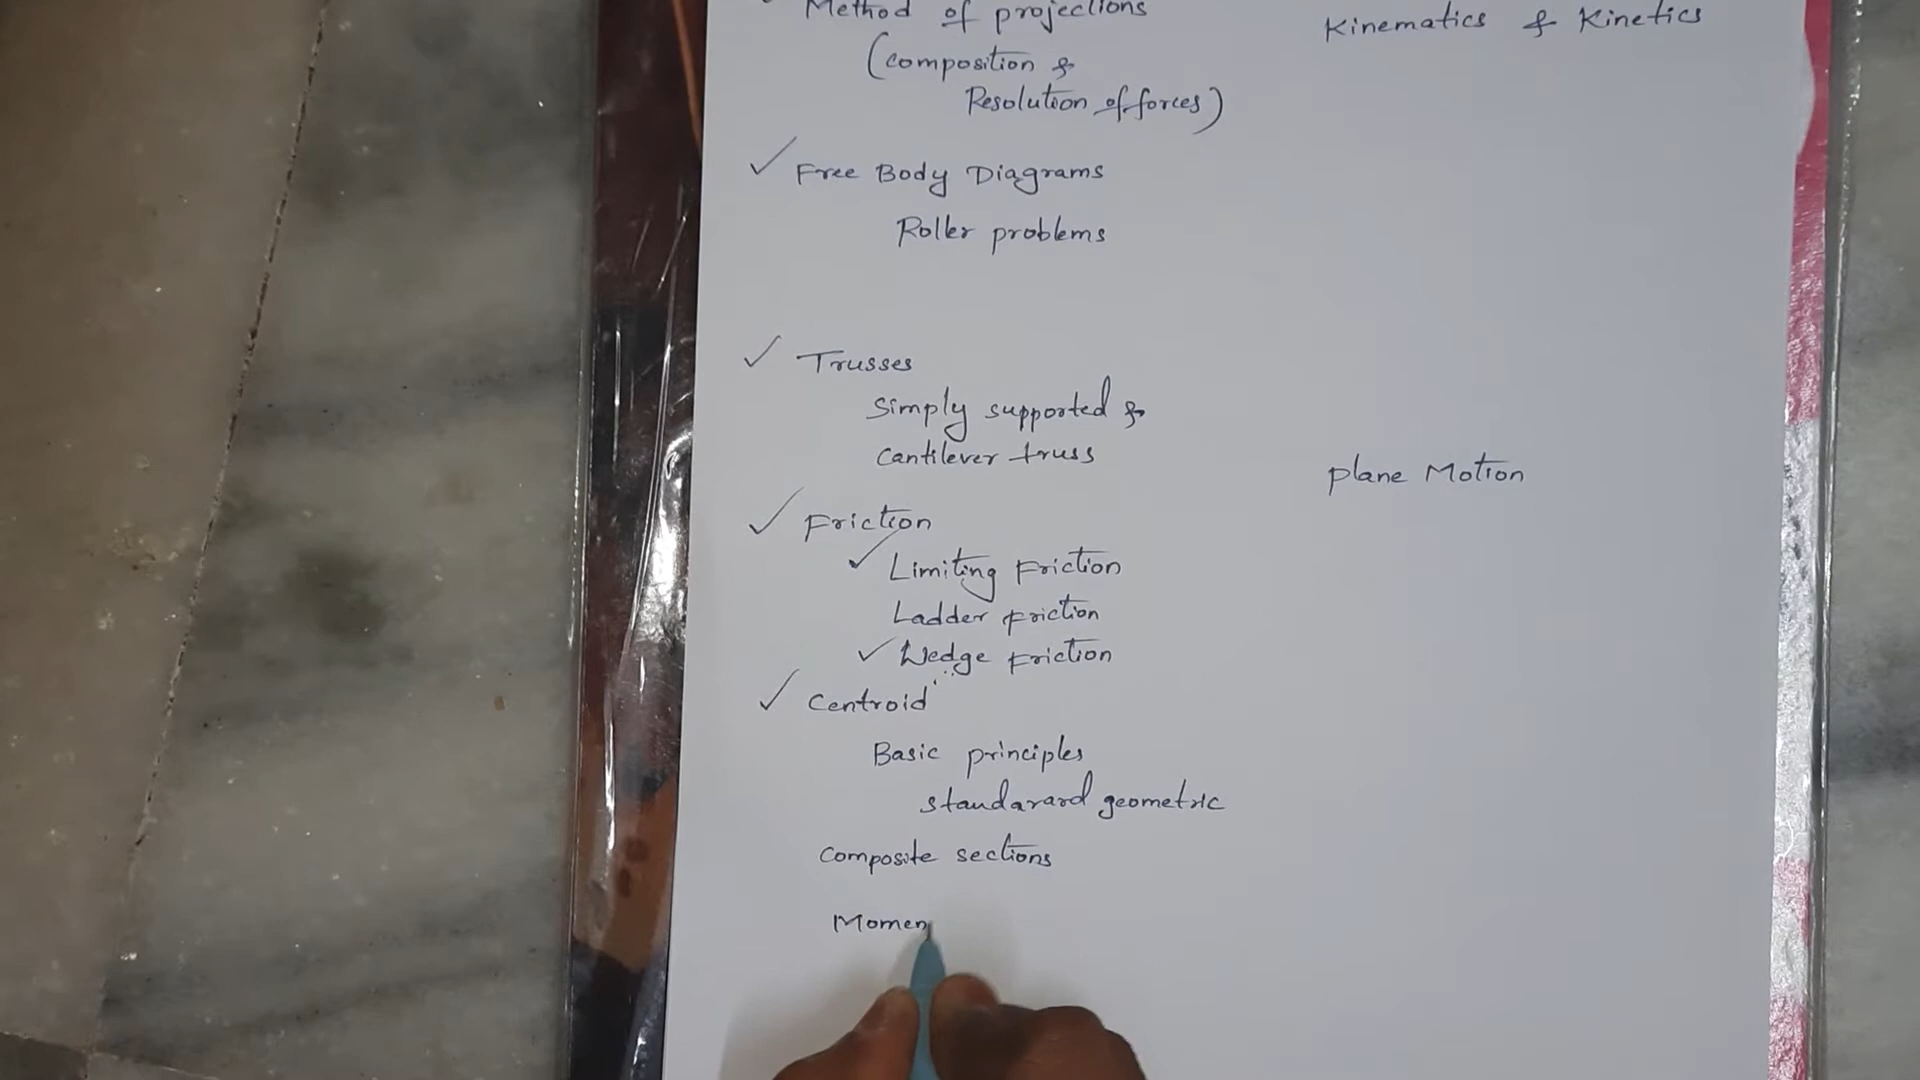 Method of projections
(composition &
Resolution of forces)
Free Body Diagrams
Roller problems
Trusses
Simply supported &
cantilever truss
Friction
Limiting Friction
Ladder friction
Wedge Friction
Centroid
Basic principles
standarard geometric
composite sections
Momen
Kinematics & Kinetics
plane Motion